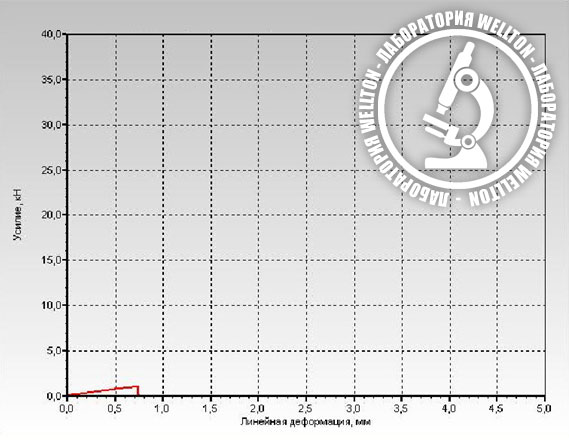 ЛАБОРАТОРИЯ WELLTON - ЛАБОРАТОРИЯ WELLTON - ЛАБОРАТОРИЯ WELLTON -
40,0
35,0
30,0
25,0
20,0
15,0
10,0
5,0
0,0
Усилие, кН
0,0 0,5 1,0 1,5 2,0 2,5 3,0 3,5 4,0 4,5 5,0
Линейная деформация, мм